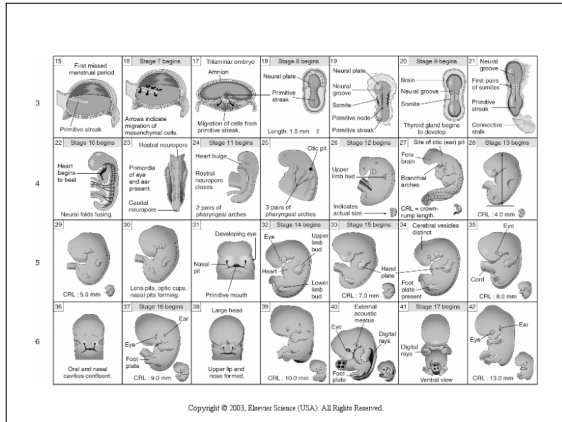 15
First missed
menstrual period
Primitive streak
16
Stage 7 begins
Arrows indicate
migration of
mesenchymal cells.
17
Trilaminar embryo
Amnion
Migration of cells from
primitive streak.
18
Stage 8 begins
Neural plate
Primitive
streak
Length: 1.5 mm
19
Neural plate
Neural
groove
Somite
Primitive node
Primitive streak
20
Stage 9 begins
Brain
Neural groove
Somite
Thyroid gland begins
to develop.
21
Neural
groove
First pairs
of somites
Primitive
streak
Connective
stalk
3
22
Stage 10 begins
Heart
begins
to beat
Neural folds fusing.
23
Rostral neuropore
Primordia
of eye
and ear
present.
Caudal
neuropore
24
Stage 11 begins
Heart bulge
Rostral
neuropore
closes
2 pairs of
pharyngeal arches
25
Otic pit
3 pairs of
pharyngeal arches
26
Stage 12 begins
Upper
limb bud
Indicates
actual size
27
Site of otic (ear) pit
Fore
brain
Branchial
arches
CRL = crown-
rump length.
28
Stage 13 begins
CRL : 4.0 mm
4
29
CRL : 5.0 mm
30
Lens pits, optic cups,
nasal pits forming.
31
Developing eye
Nasal
pit
Primitive mouth
32
Stage 14 begins
Eye
Upper
limb
bud
Heart
Lower
limb
bud
33
Stage 15 begins
Hand
plate
CRL : 7.0 mm
34
Cerebral vesicles
distinct
Foot
plate
present
35
Eye
Cord
CRL : 8.0 mm
5
36
Oral and nasal
cavities confluent.
37
Stage 16 begins
Ear
Eye
Foot
plate
CRL : 9.0 mm
38
Large head
Upper lip and
nose formed.
39
CRL : 10.0 mm
40
External
acoustic
meatus
Eye
Digital
rays
Foot
plate
41
Stage 17 begins
Digital
rays
Ventral view
42
Ear
Eye
CRL : 13.0 mm
6
Copyright © 2003, Elsevier Science (USA). All Rights Reserved.